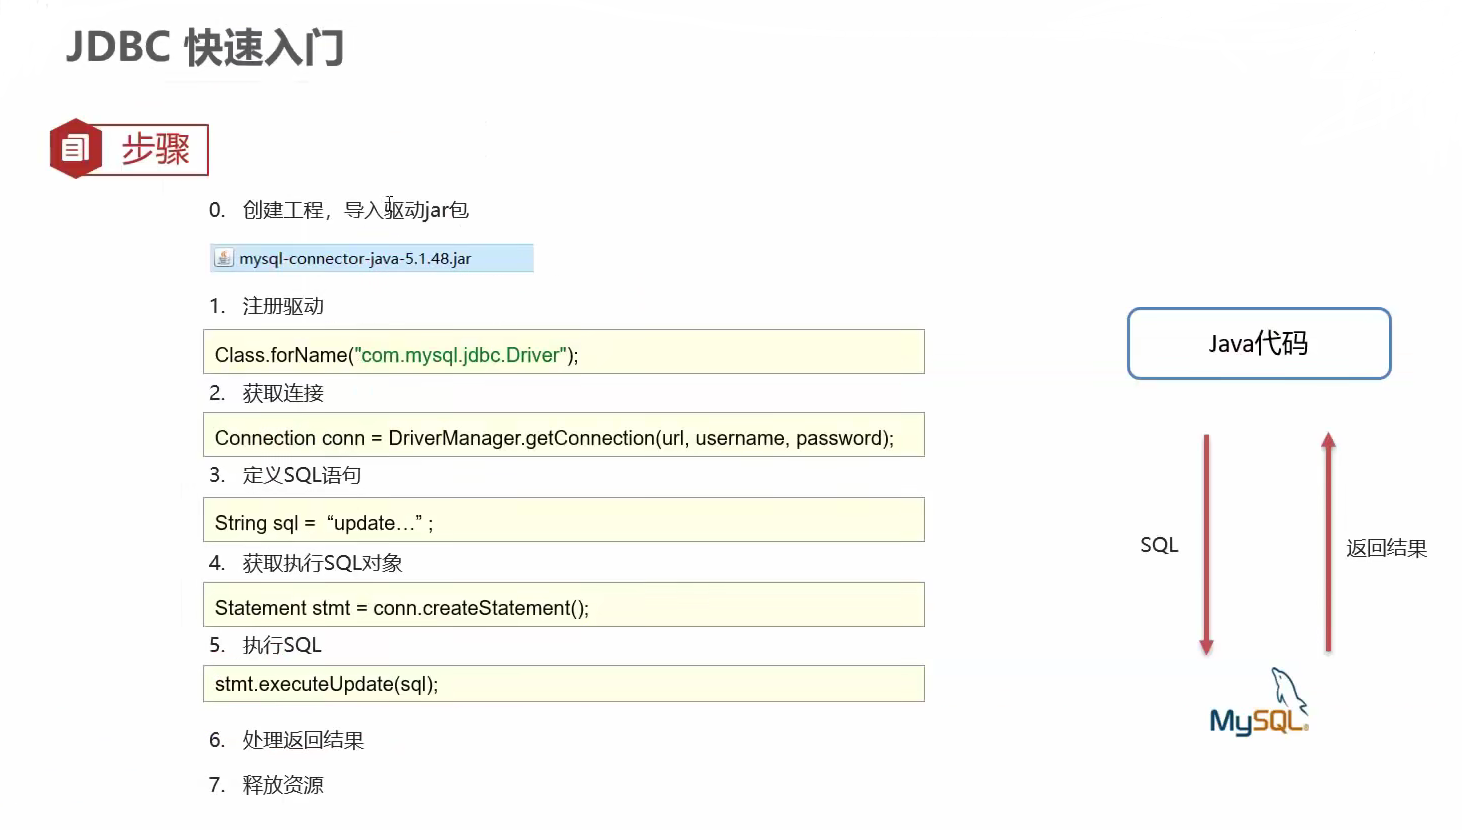 JDBC 快速入门
步骤
0. 创建工程，导入驱动jar包
mysql-connector-java-5.1.48.jar
1. 注册驱动
Class.forName("com.mysql.jdbc.Driver");
2. 获取连接
Connection conn = DriverManager.getConnection(url, username, password);
3. 定义SQL语句
String sql = “update…” ;
4. 获取执行SQL对象
Statement stmt = conn.createStatement();
5. 执行SQL
stmt.executeUpdate(sql);
6. 处理返回结果
7. 释放资源
Java代码
SQL
返回结果
MySQL